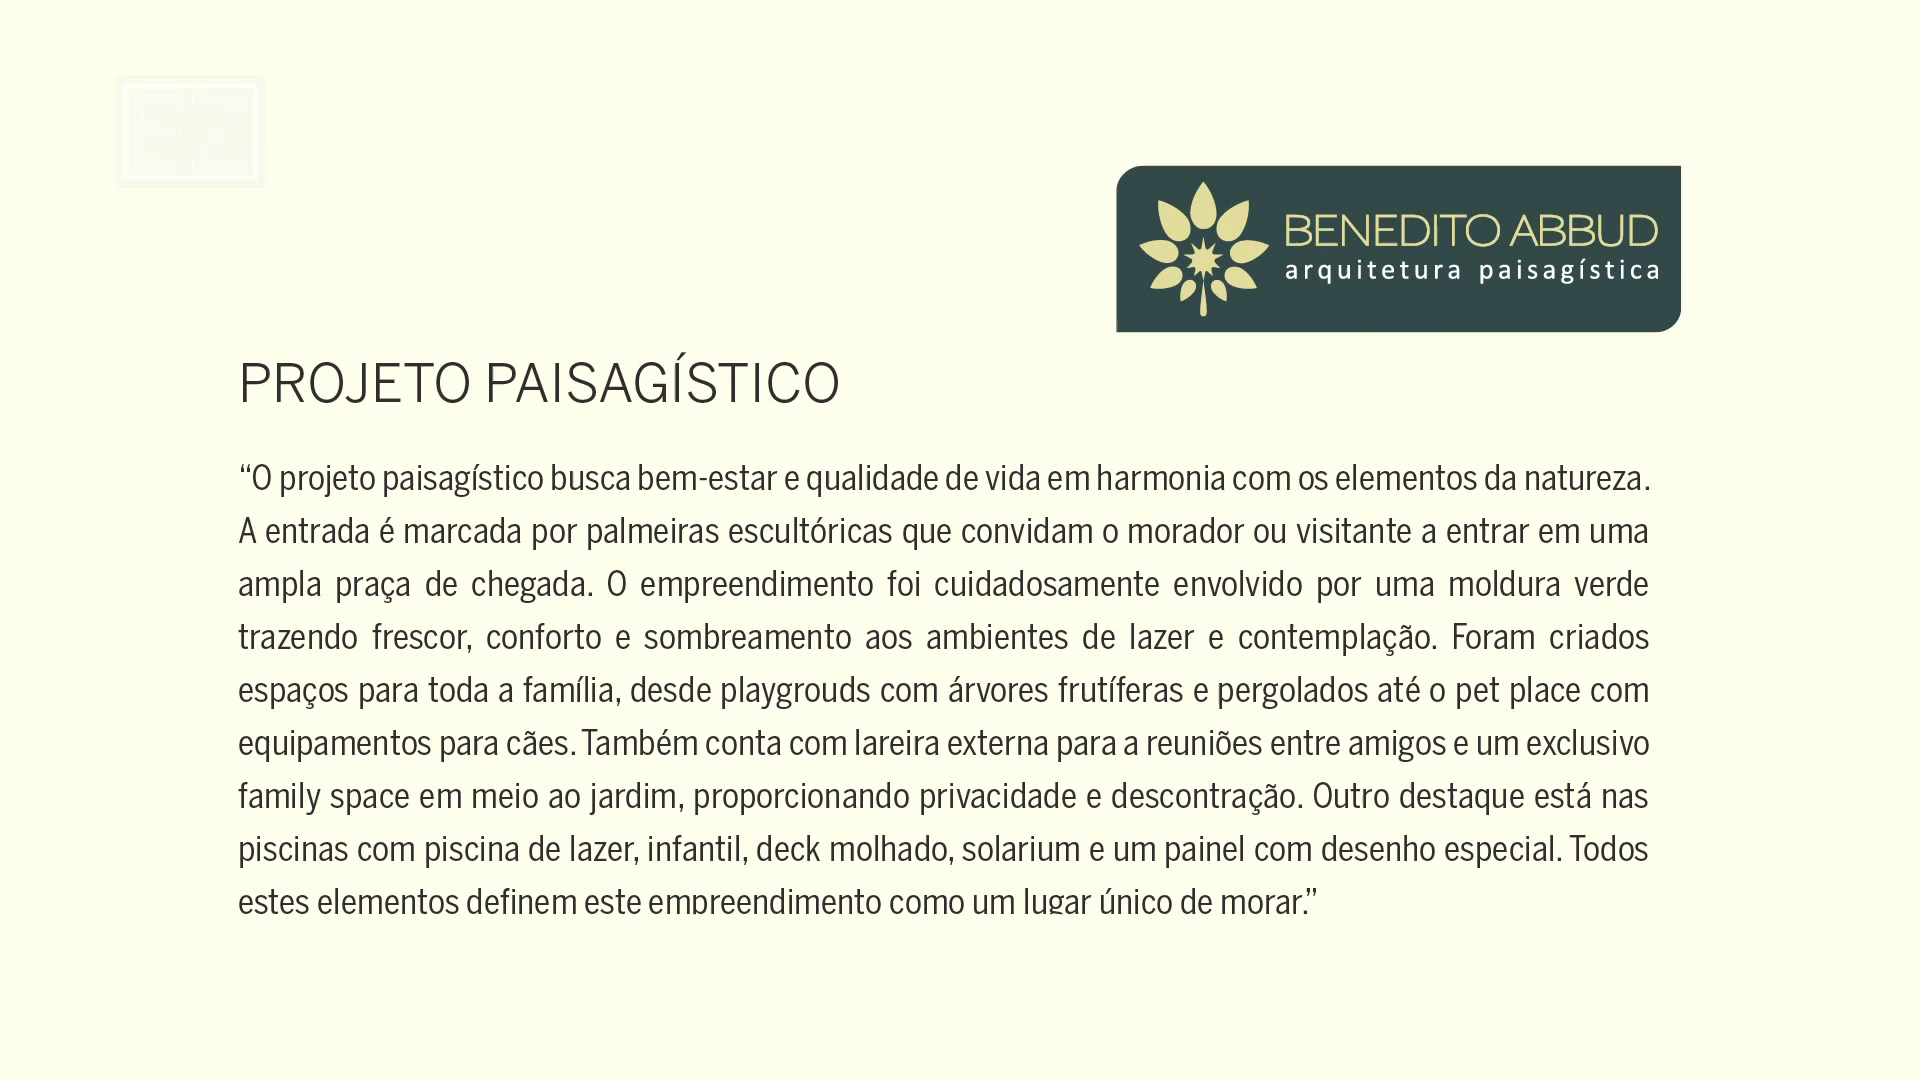 BENEDITO ABBUD
arquitetura paisagística
PROJETO PAISAGÍSTICO
“O projeto paisagístico busca bem-estar e qualidade de vida em harmonia com os elementos da natureza.
A entrada é marcada por palmeiras escultóricas que convidam o morador ou visitante a entrar em uma
ampla praça de chegada. O empreendimento foi cuidadosamente envolvido por uma moldura verde
trazendo frescor, conforto e sombreamento aos ambientes de lazer e contemplação. Foram criados
espaços para toda a família, desde playgrouds com árvores frutíferas e pergolados até o pet place com
equipamentos para cães. Também conta com lareira externa para a reuniões entre amigos e um exclusivo
family space em meio ao jardim, proporcionando privacidade e descontração. Outro destaque está nas
piscinas com piscina de lazer, infantil, deck molhado, solarium e um painel com desenho especial. Todos
estes elementos definem este empreendimento como um lugar único de morar.”